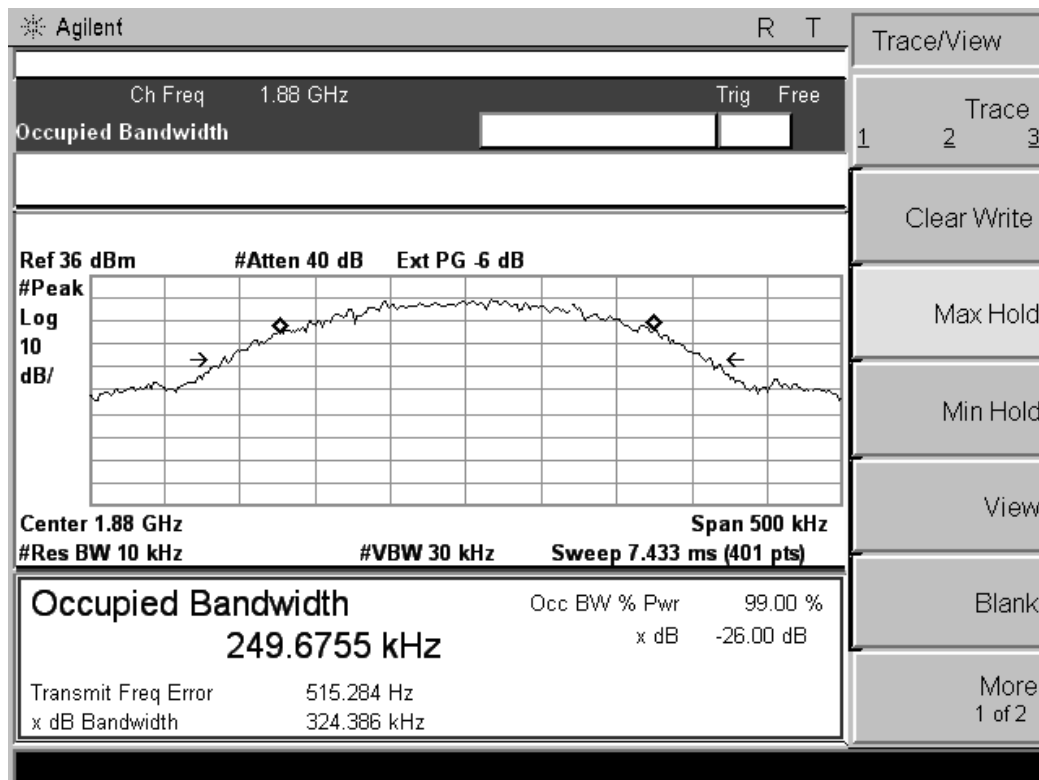 Agilent R T
Trace/View
Ch Freq 1.88 GHz Trig Free
Occupied Bandwidth
Trace
1 2 3
Clear Write
Ref 36 dBm #Atten 40 dB Ext PG -6 dB
#Peak
Log
10
dB/
Max Hold
Min Hold
View
Center 1.88 GHz Span 500 kHz
#Res BW 10 kHz #VBW 30 kHz Sweep 7.433 ms (401 pts)
Occupied Bandwidth
249.6755 kHz
Occ BW % Pwr 99.00 %
x dB -26.00 dB
Transmit Freq Error 515.284 Hz
x dB Bandwidth 324.386 kHz
Blank
More
1 of 2